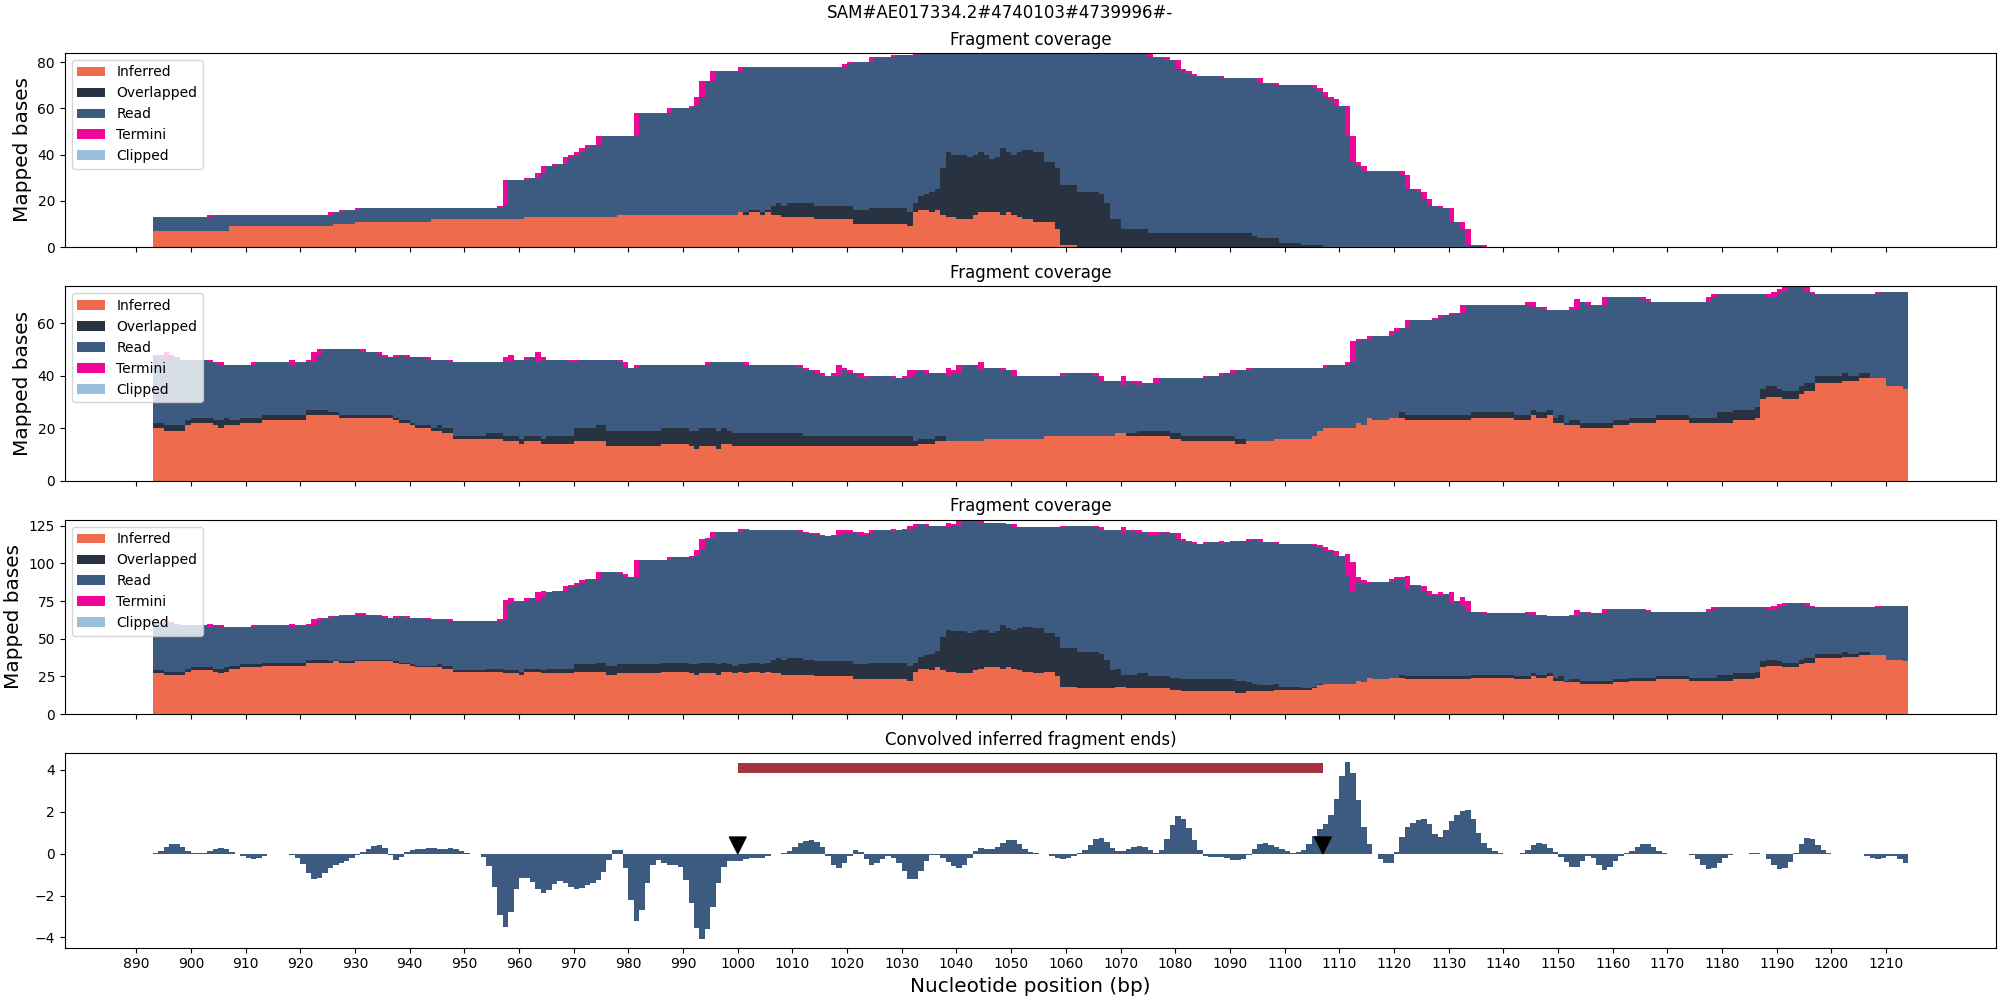 SAM#AE017334.2#4740103#4739996#-
Fragment coverage
Mapped bases
80
60
40
20
0
Inferred
Overlapped
Read
Termini
Clipped
Fragment coverage
Mapped bases
60
40
20
0
Inferred
Overlapped
Read
Termini
Clipped
Fragment coverage
Mapped bases
125
100
75
50
25
0
Inferred
Overlapped
Read
Termini
Clipped
Convolved inferred fragment ends)
4
2
0
−2
−4
890 900 910 920 930 940 950 960 970 980 990 1000 1010 1020 1030 1040 1050 1060 1070 1080 1090 1100 1110 1120 1130 1140 1150 1160 1170 1180 1190 1200 1210
Nucleotide position (bp)